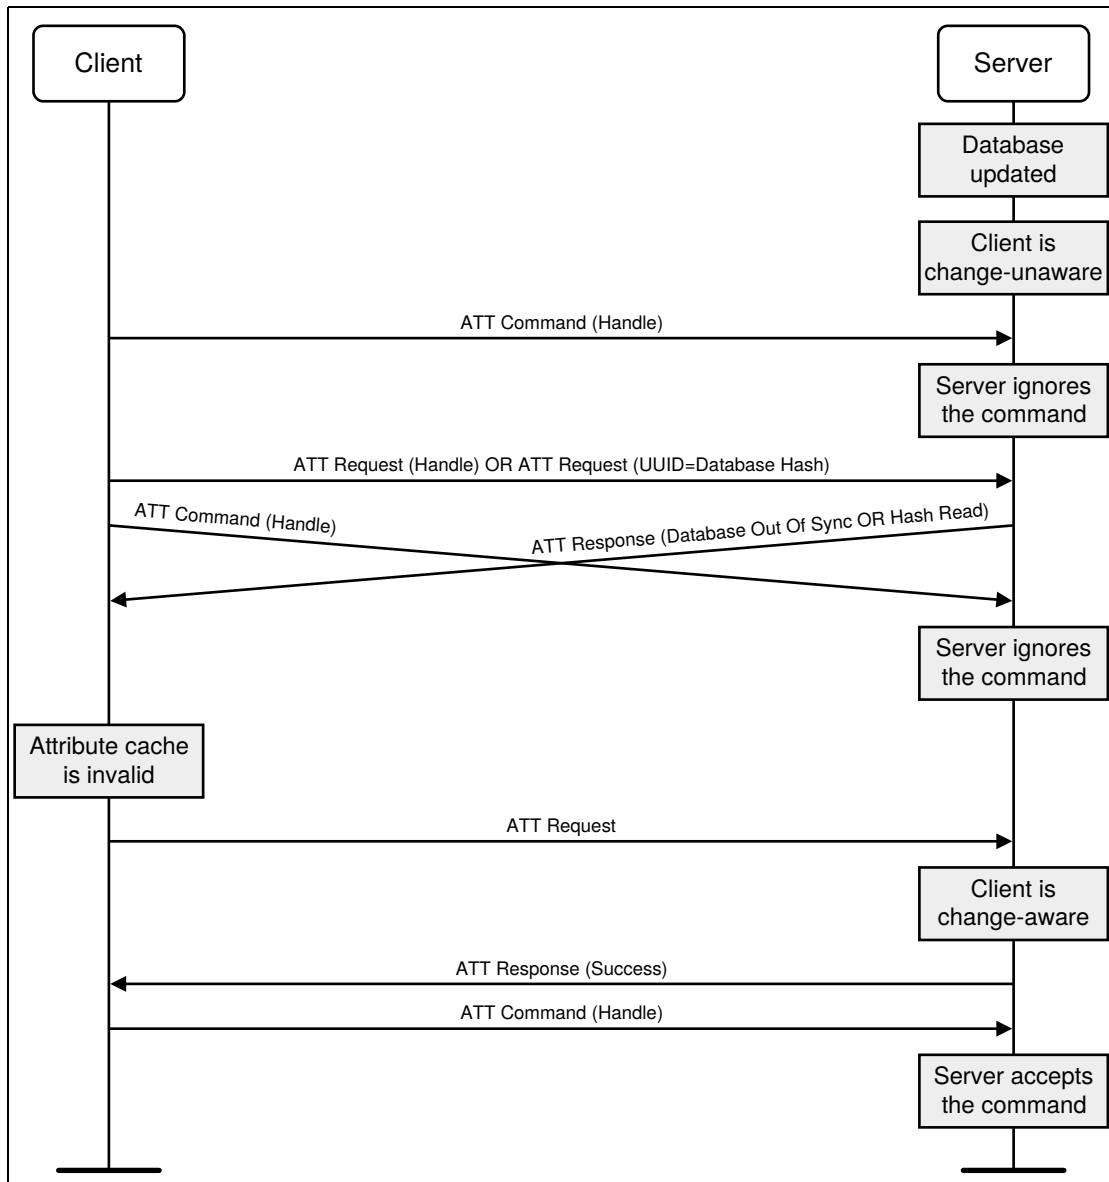 Client
Server
Database
updated
Client is
change-unaware
ATT Command (Handle)
Server ignores
the command
ATT Request (Handle) OR ATT Request (UUID=Database Hash)
ATT Command (Handle)
ATT Response (Database Out Of Sync OR Hash Read)
Server ignores
the command
Attribute cache
is invalid
ATT Request
Client is
change-aware
ATT Response (Success)
ATT Command (Handle)
Server accepts
the command